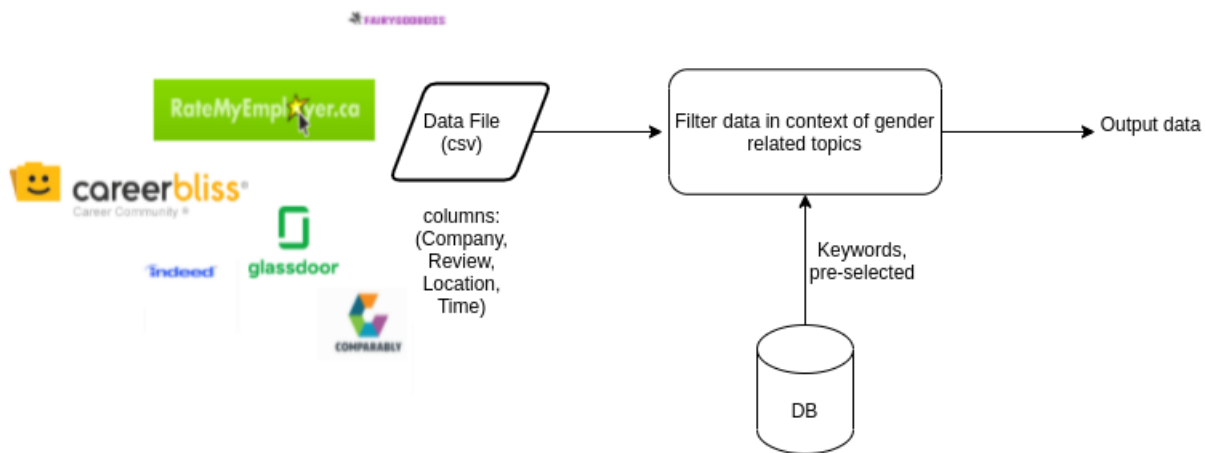 FAIRYGODBOSS
RateMyEmployer.ca
careerbliss®
Career Community ®
indeed
glassdoor
COMPARABLY
Data File
(csv)
columns:
(Company,
Review,
Location,
Time)
Filter data in context of gender
related topics
Output data
Keywords,
pre-selected
DB